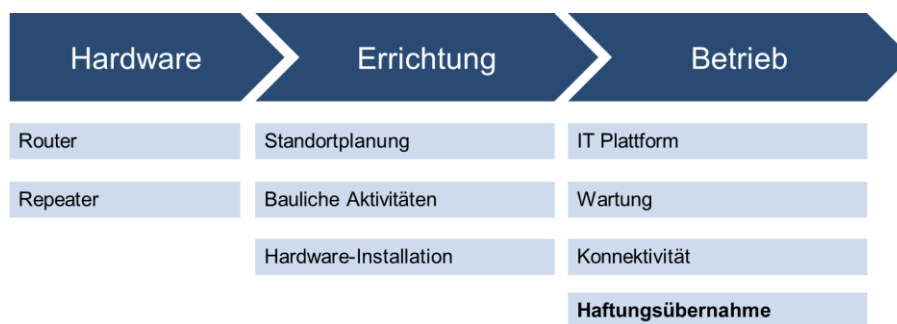 Hardware
Errichtung
Betrieb
Router
Standortplanung
IT Plattform
Repeater
Bauliche Aktivitäten
Wartung
Hardware-Installation
Konnektivität
Haftungsübernahme